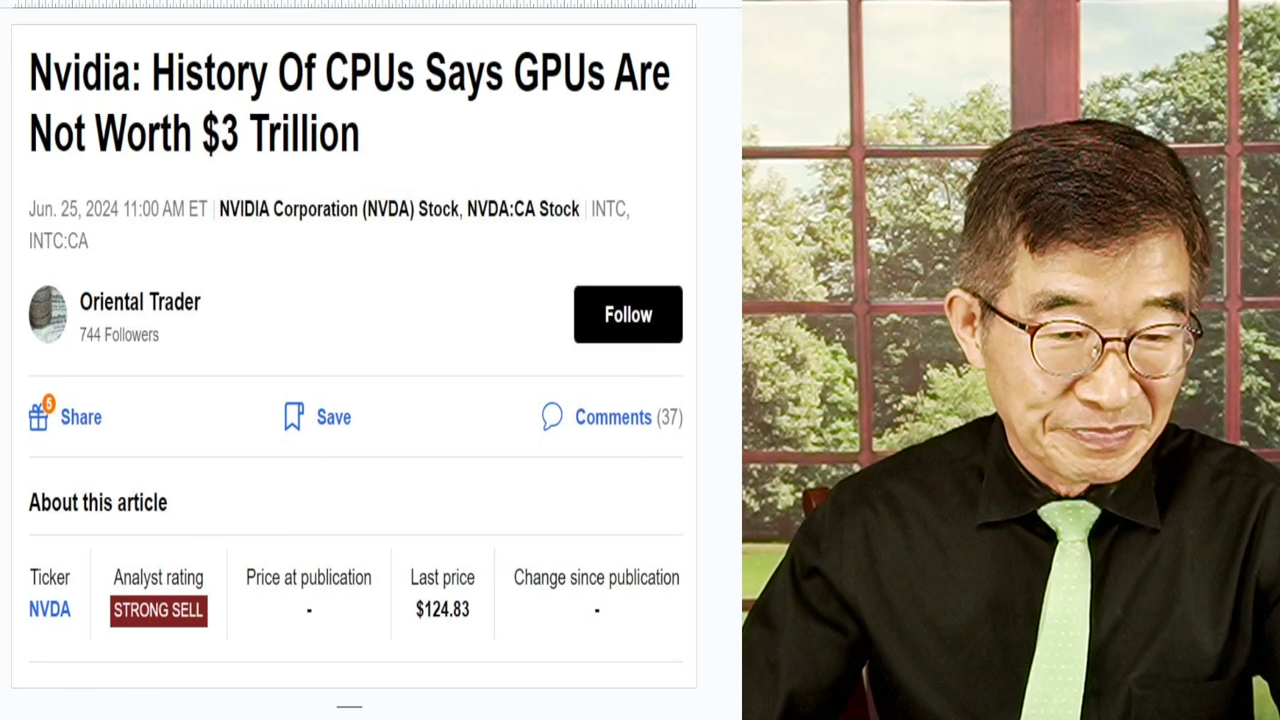 Nvidia: History Of CPUs Says GPUs Are
Not Worth $3 Trillion
Jun. 25, 2024 11:00 AM ET | NVIDIA Corporation (NVDA) Stock, NVDA:CA Stock | INTC,
INTC:CA
Oriental Trader
744 Followers
Follow
5
Share
Save
Comments (37)
About this article
Ticker
Analyst rating
Price at publication
Last price
Change since publication
NVDA
STRONG SELL
-
$124.83
-